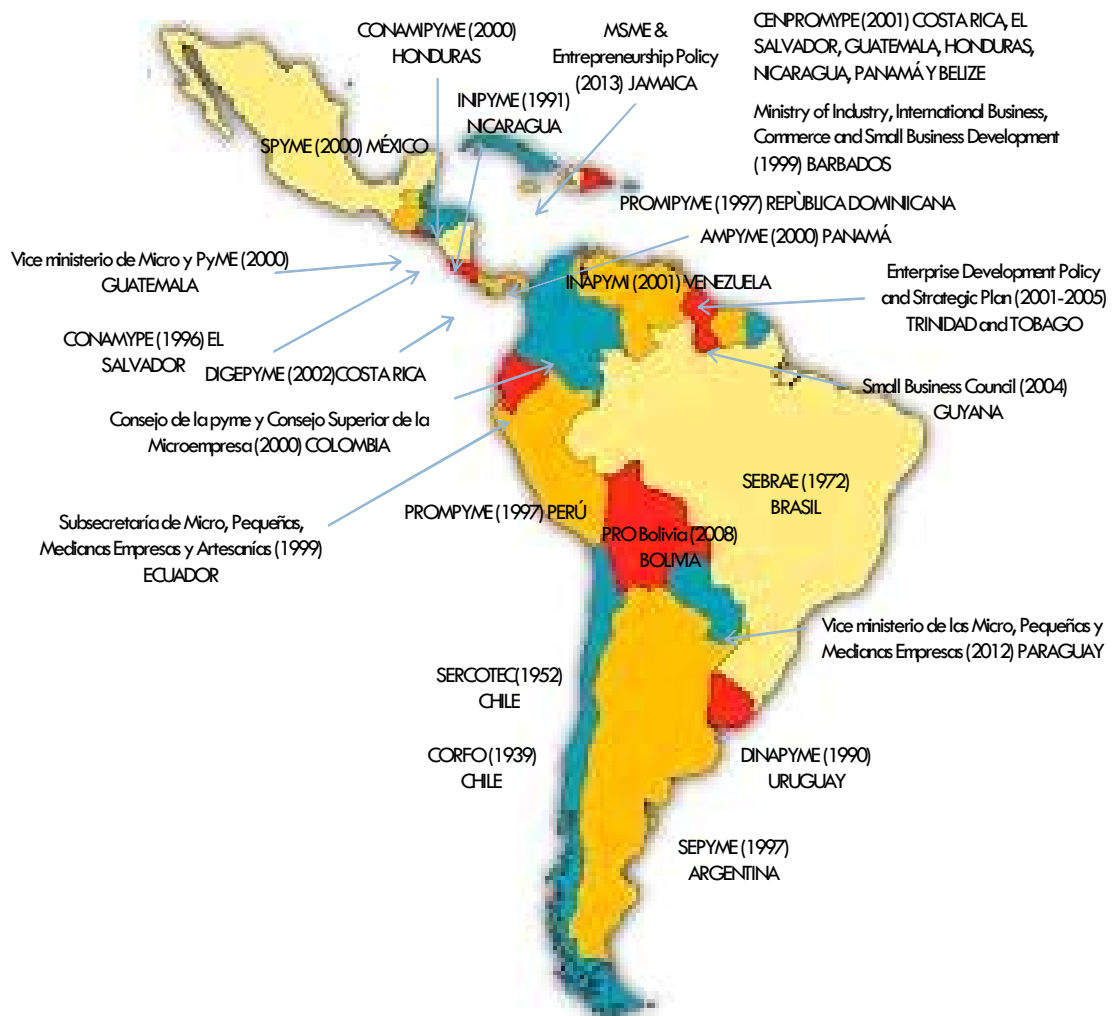 CONAMIPYME (2000)
HONDURAS
MSME &
Entrepreneurship Policy
(2013) JAMAICA
CENPROMYPE (2001) COSTA RICA, EL
SALVADOR, GUATEMALA, HONDURAS,
NICARAGUA, PANAMÁ Y BELIZE
INIPYME (1991)
NICARAGUA
Ministry of Industry, International Business,
Commerce and Small Business Development
(1999) BARBADOS
SPYME (2000) MÉXICO
PROMIPYME (1997) REPÙBLICA DOMINIICANA
AMPYME (2000) PANAMÁ
Vice ministerio de Micro y PyME (2000)
GUATEMALA
INAPYMI (2001) VENEZUELA
Enterprise Development Policy
and Strategic Plan (2001-2005)
TRINIDAD and TOBAGO
CONAMYPE (1996) EL
SALVADOR
DIGEPYME (2002)COSTA RICA
Small Business Council (2004)
GUYANA
Consejo de la pyme y Consejo Superior de la
Microempresa (2000) COLOMBIA
SEBRAE (1972)
BRASIL
Subsecretaría de Micro, Pequeñas,
Medianas Empresas y Artesanías (1999)
ECUADOR
PROMPYME (1997) PERÚ
PRO Bolivia (2008)
BOLIVIA
Vice ministerio de las Micro, Pequeñas y
Medianas Empresas (2012) PARAGUAY
SERCOTEC(1952)
CHILE
CORFO (1939)
CHILE
DINAPYME (1990)
URUGUAY
SEPYME (1997)
ARGENTINA